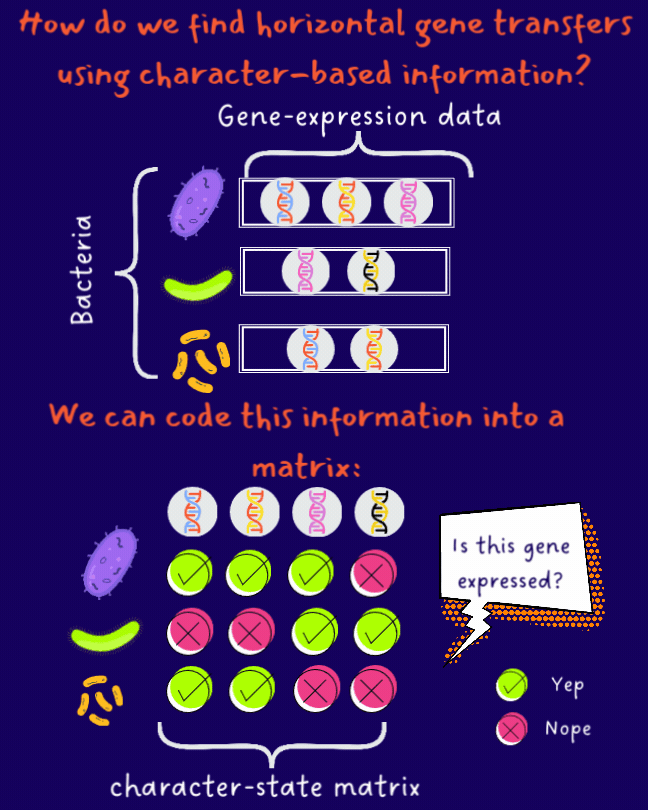 How do we find horizontal gene transfers
using character-based information?
Gene-expression data
Bacteria
We can code this information into a
matrix:
Is this gene
expressed?
Yep
Nope
character-state matrix